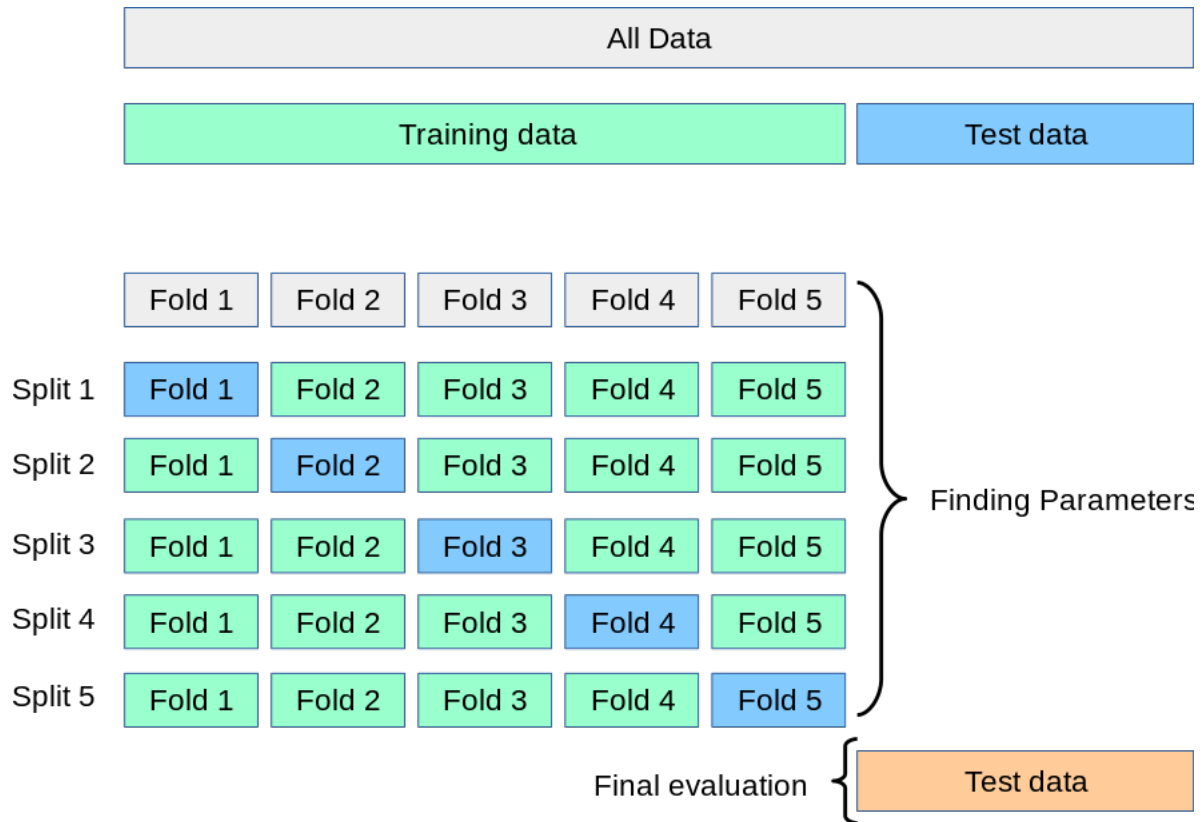 All Data
Training data Test data
Fold 1 Fold 2 Fold 3 Fold 4 Fold 5
Split 1 Fold 1 Fold 2 Fold 3 Fold 4 Fold 5
Split 2 Fold 1 Fold 2 Fold 3 Fold 4 Fold 5
Finding Parameters
Split 3 Fold 1 Fold 2 Fold 3 Fold 4 Fold 5
Split 4 Fold 1 Fold 2 Fold 3 Fold 4 Fold 5
Split 5 Fold 1 Fold 2 Fold 3 Fold 4 Fold 5
Final evaluation Test data